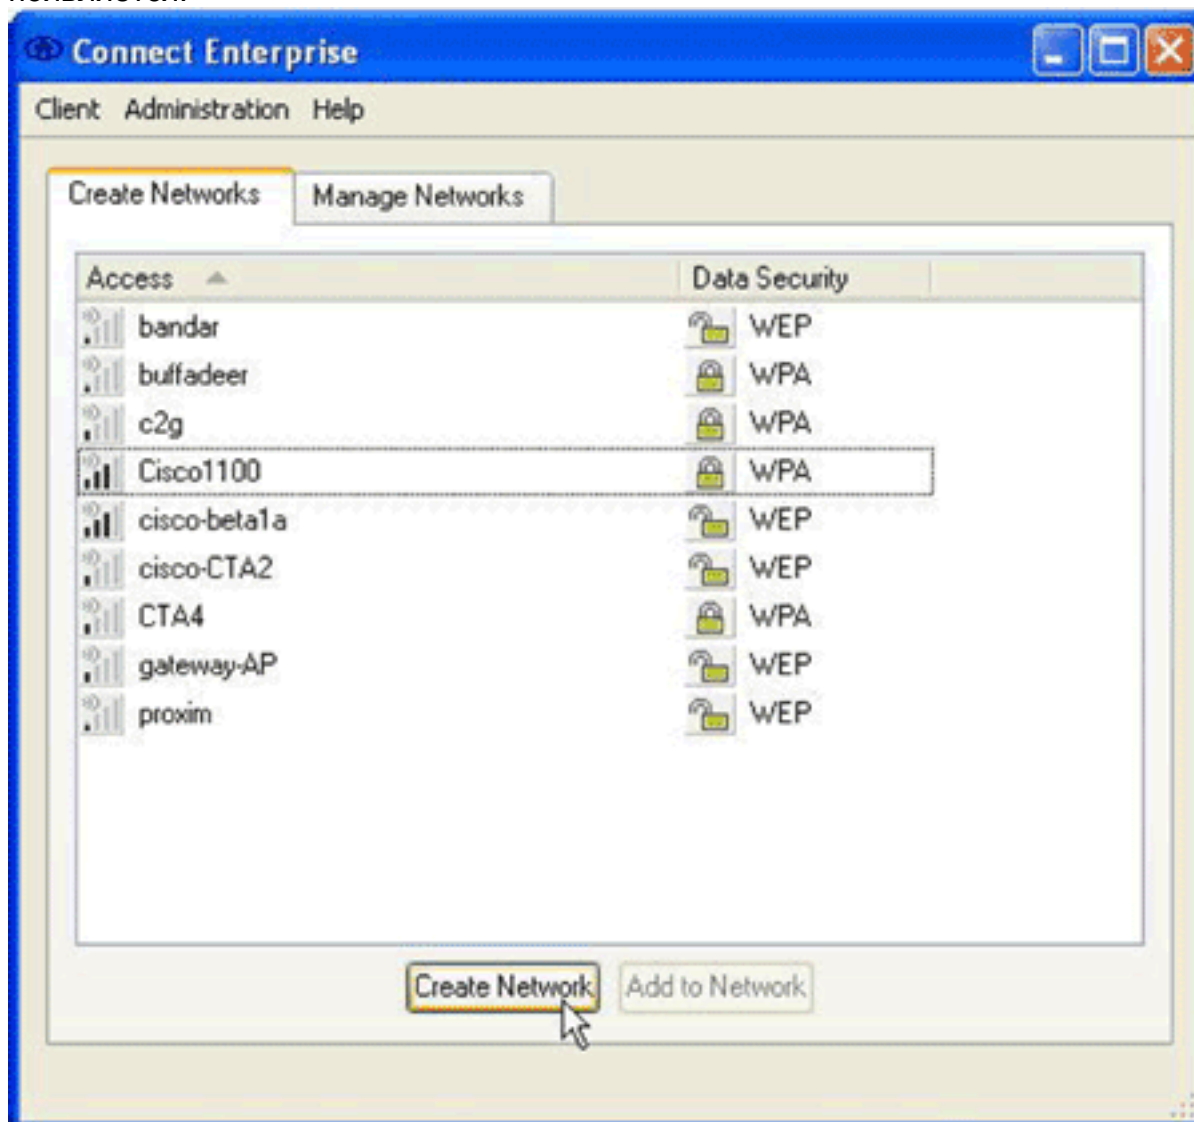 Connect Enterprise
Client Administration Help
Create Networks Manage Networks
Access Data Security
bandar WEP
buffadeer WPA
c2g WPA
Cisco1100 WPA
cisco-beta1a WEP
cisco-CTA2 WEP
CTA4 WPA
gateway-AP WEP
proxim WEP
Create Network Add to Network